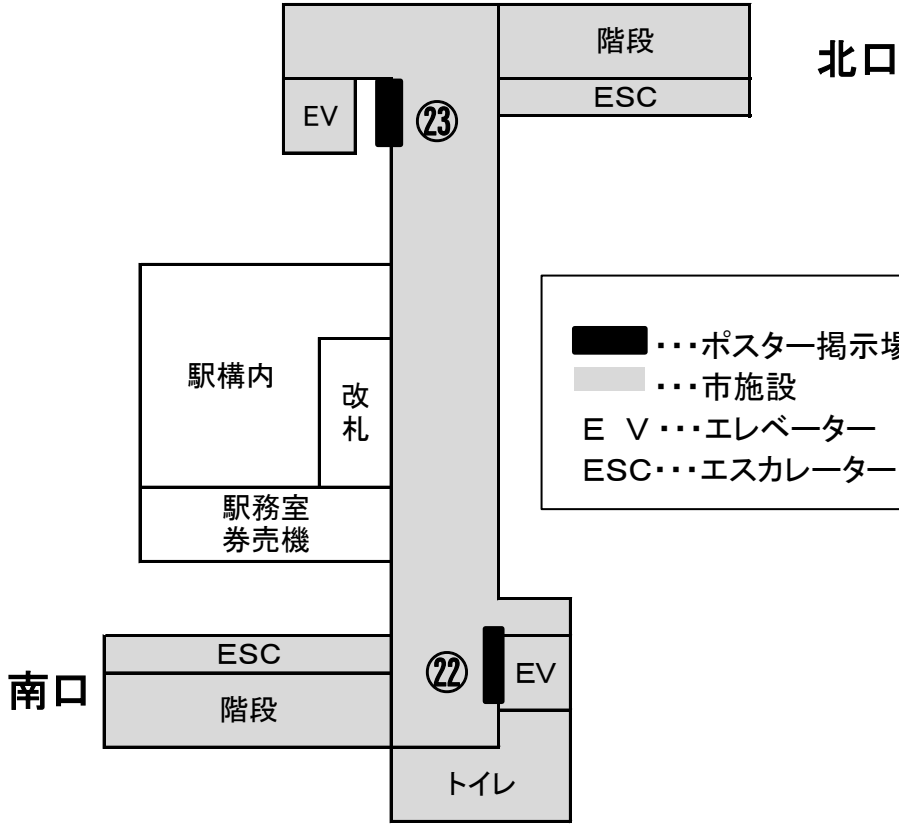 階段
北口
ESC
EV
㉓
・・・ポスター掲示場
・・・市施設
E V・・・エレベーター
ESC・・・エスカレーター
駅構内
改
札
駅務室
券売機
ESC
南口
階段
㉒
EV
トイレ